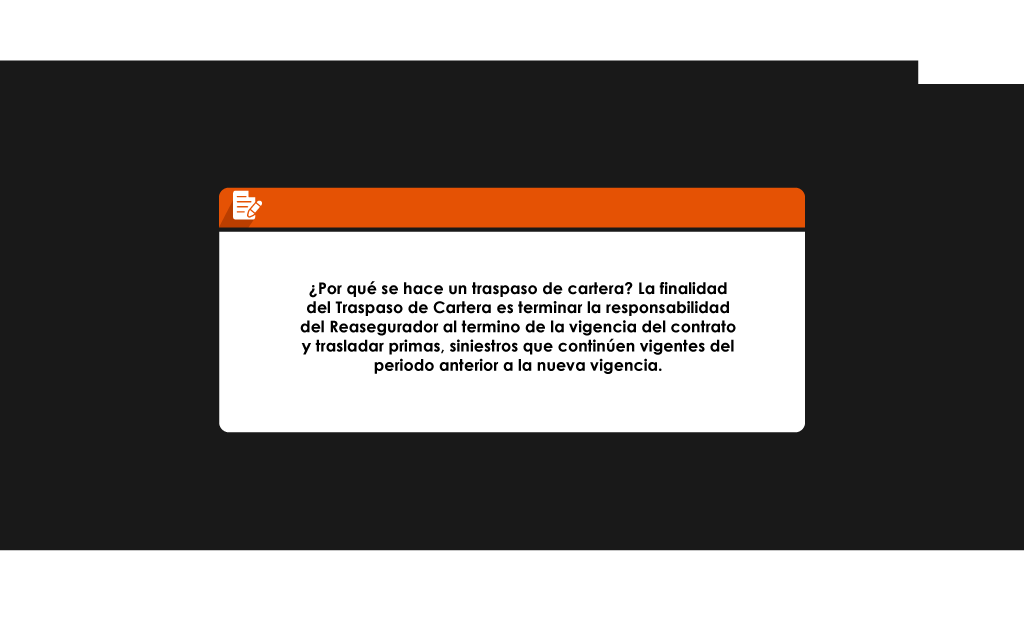 ¿Por qué se hace un traspaso de cartera? La finalidad
del Traspaso de Cartera es terminar la responsabilidad
del Reasegurador al termino de la vigencia del contrato
y trasladar primas, siniestros que continúen vigentes del
periodo anterior a la nueva vigencia.